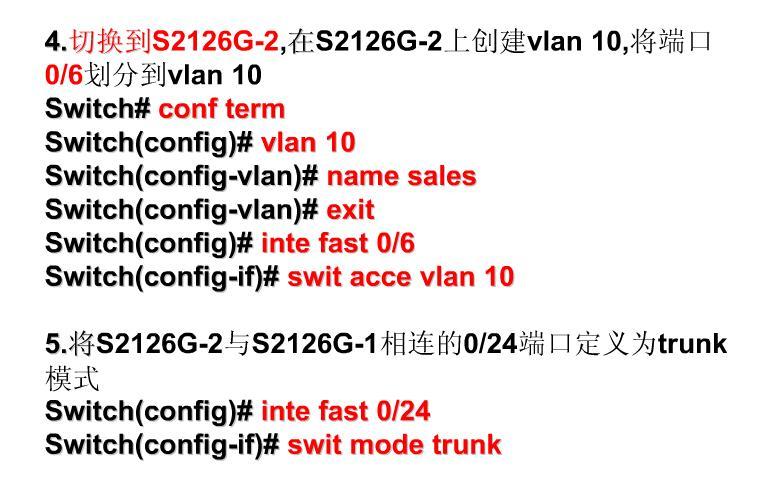 4.切换到S2126G-2,在S2126G-2上创建vlan 10,将端口
0/6划分到vlan 10
Switch# conf term
Switch(config)# vlan 10
Switch(config-vlan)# name sales
Switch(config-vlan)# exit
Switch(config)# inte fast 0/6
Switch(config-if)# swit acce vlan 10
5.将S2126G-2与S2126G-1相连的0/24端口定义为trunk
模式
Switch(config)# inte fast 0/24
Switch(config-if)# swit mode trunk